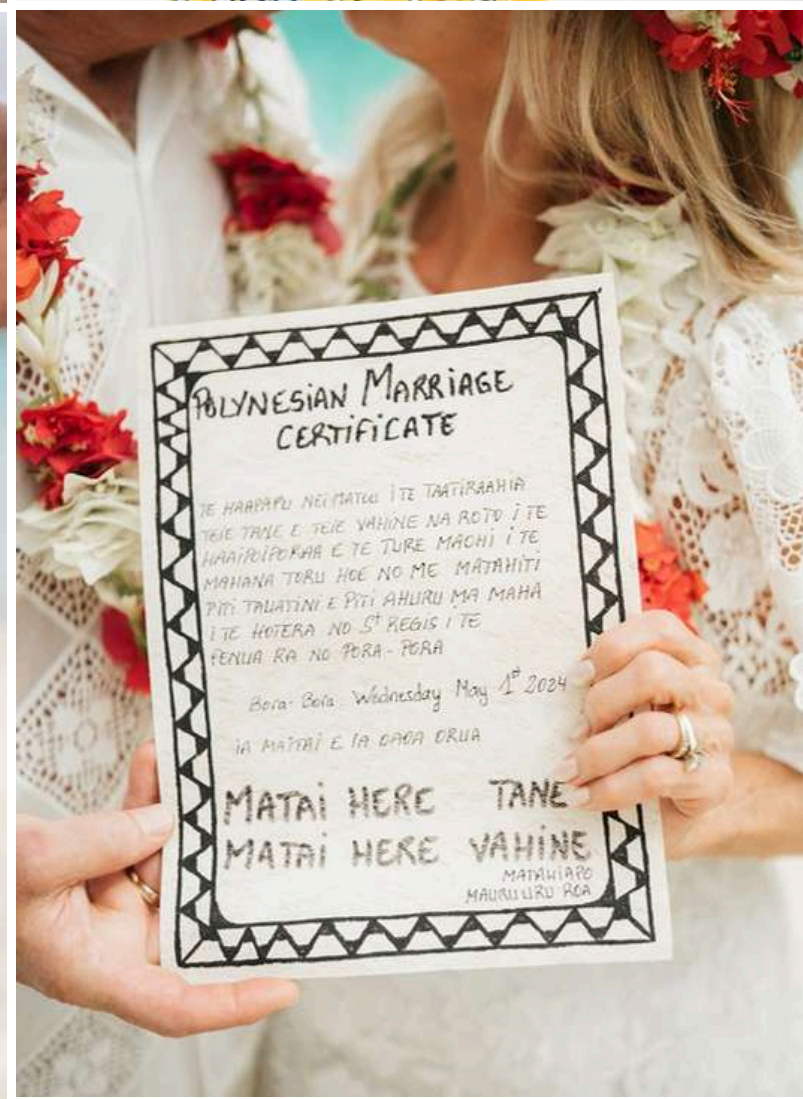 POLYNESIAN MARRIAGE
CERTIFICATE
TE HAAPAPU NEI MATOU I TE TAATIRAAHIA
TEIE TANE E TEIE VAHINE NA ROTO I TE
HAAIPOIPORAA E TE TURE MAOHI I TE
MAHANA TORU HOE NO ME MATAHITI
PITI TAUATINI E PITI AHURU MA MAHA
I TE HOTERA NO St REGIS I TE
FENUA RA NO PORA-PORA
Bora-Bora Wednesday May 1st 2024
IA MAITAI E IA OAOA ORUA
MATAI HERE TANE
MATAI HERE VAHINE
MATAHIAPO
MAURUURU ROA